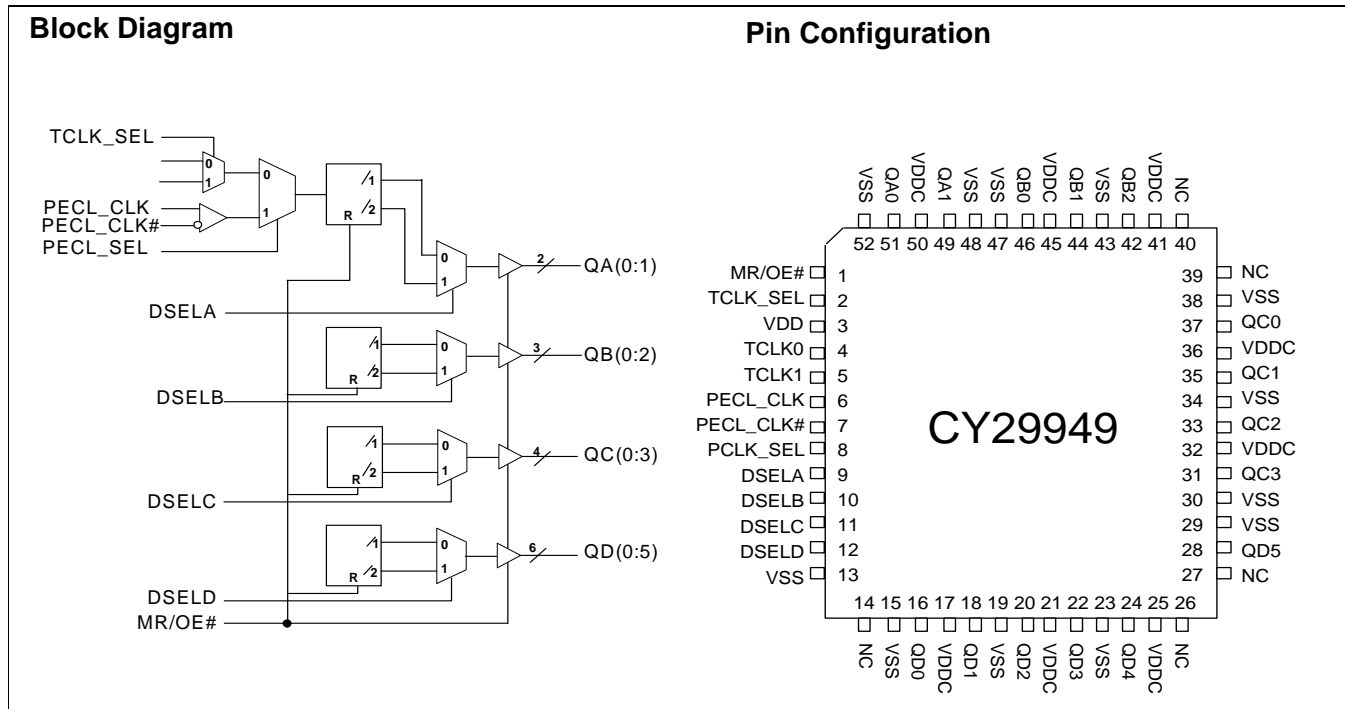 Block Diagram
TCLK_SEL
0
1
PECL_CLK
PECL_CLK#
PECL_SEL
0
1
/1
/2
R
0
1
2
QA(0:1)
DSELA
/1
/2
R
0
1
3
QB(0:2)
DSELB
/1
/2
R
0
1
4
QC(0:3)
DSELC
/1
/2
R
0
1
6
QD(0:5)
DSELD
MR/OE#
Pin Configuration
VSS
QA0
VDDC
QA1
VSS
VSS
QB0
VDDC
QB1
VSS
QB2
VDDC
NC
52 51 50 49 48 47 46 45 44 43 42 41 40
MR/OE# 1
TCLK_SEL 2
VDD 3
TCLK0 4
TCLK1 5
PECL_CLK 6
PECL_CLK# 7
PCLK_SEL 8
DSELA 9
DSELB 10
DSELC 11
DSELD 12
VSS 13
CY29949
39 NC
38 VSS
37 QC0
36 VDDC
35 QC1
34 VSS
33 QC2
32 VDDC
31 QC3
30 VSS
29 VSS
28 QD5
27 NC
14 15 16 17 18 19 20 21 22 23 24 25 26
NC
VSS
QD0
VDDC
QD1
VSS
QD2
VDDC
QD3
VSS
QD4
VDDC
NC